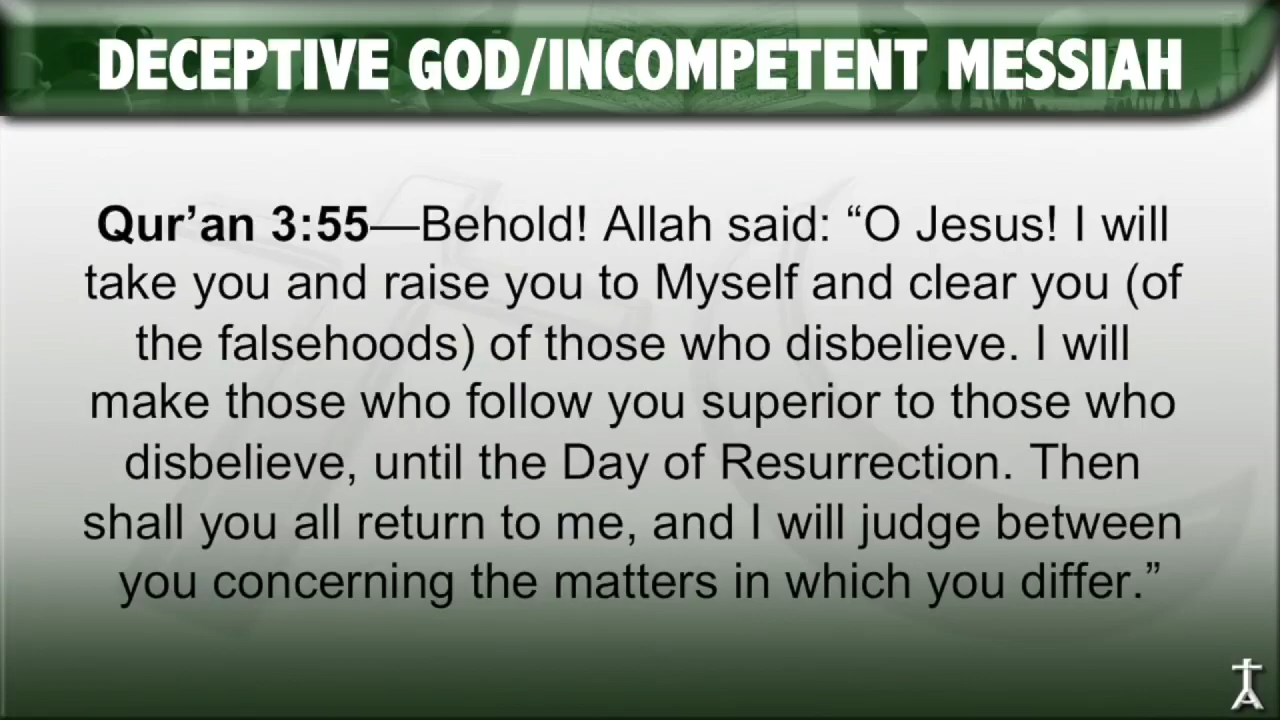 DECEPTIVE GOD/INCOMPETENT MESSIAH
Qur’an 3:55—Behold! Allah said: “O Jesus! I will
take you and raise you to Myself and clear you (of
the falsehoods) of those who disbelieve. I will
make those who follow you superior to those who
disbelieve, until the Day of Resurrection. Then
shall you all return to me, and I will judge between
you concerning the matters in which you differ.”